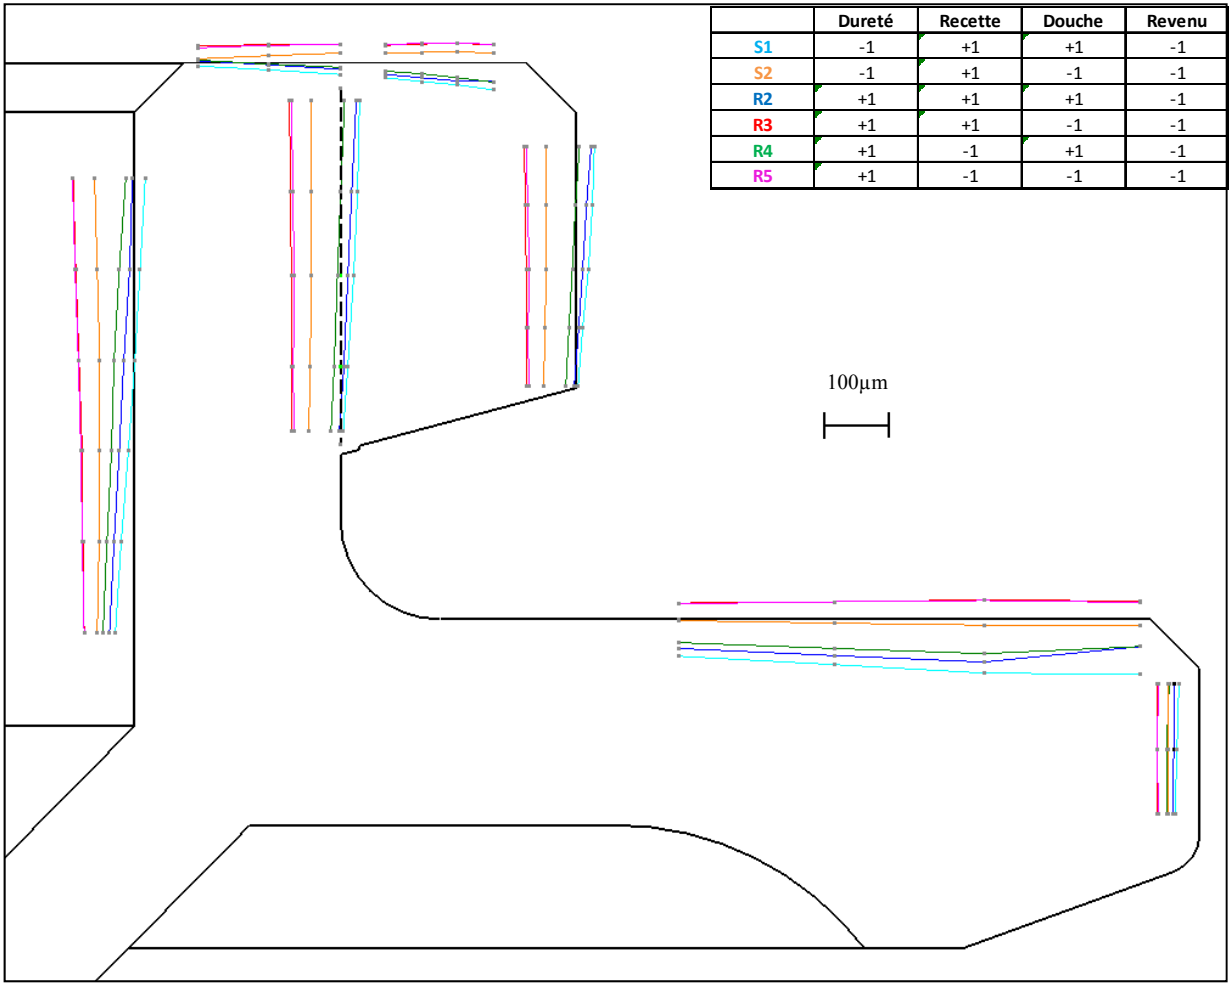 Dureté Recette Douche Revenu
S1 -1 +1 +1 -1
S2 -1 +1 -1 -1
R2 +1 +1 +1 -1
R3 +1 +1 -1 -1
R4 +1 -1 +1 -1
R5 +1 -1 -1 -1
100µm